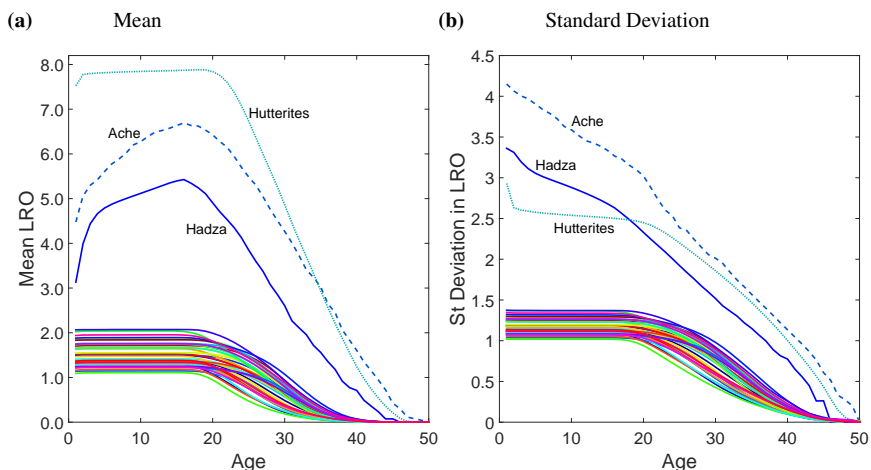 (a) Mean
8.0
7.0
6.0
5.0
4.0
3.0
2.0
1.0
0.0
0 10 20 30 40 50
Mean LRO
Age
Hutterites
Ache
Hadza
(b) Standard Deviation
4.5
4
3.5
3
2.5
2
1.5
1
0.5
0
0 10 20 30 40 50
St Deviation in LRO
Age
Ache
Hadza
Hutterites